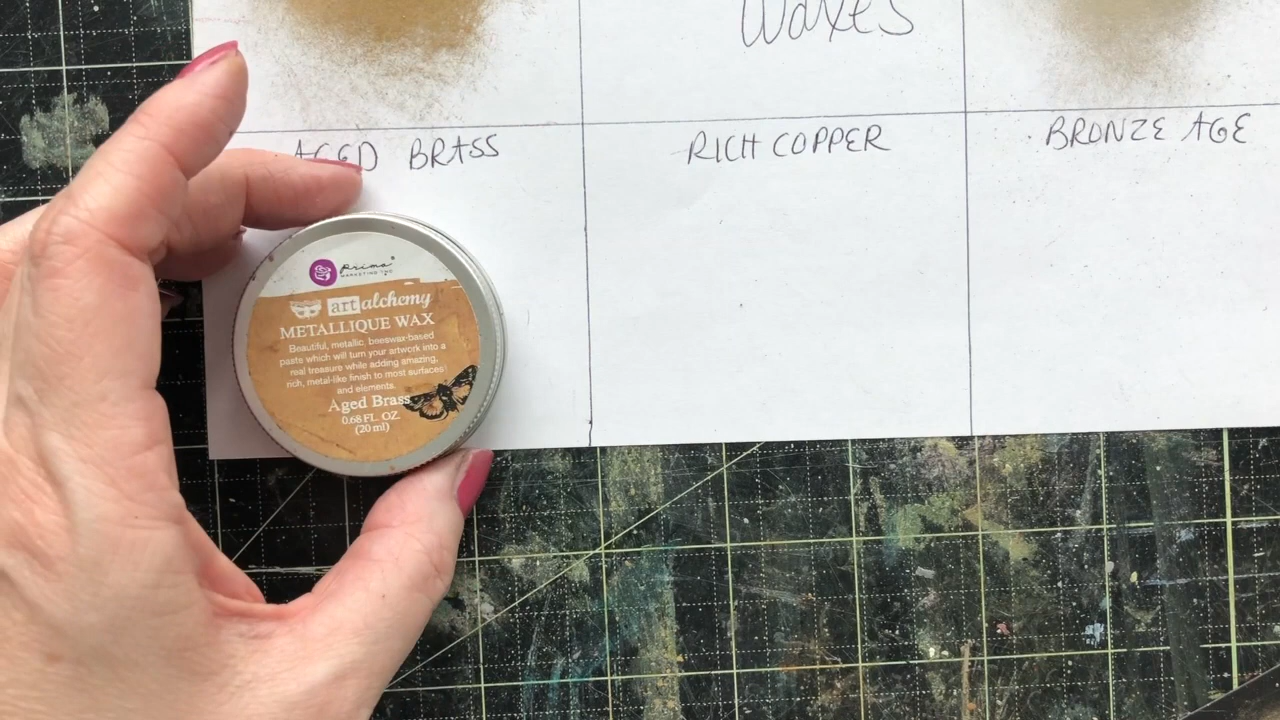 Waxes
AGED BRASS
RICH COPPER
BRONZE AGE
Prima
MARKETING INC
art alchemy
METALLIQUE WAX
Beautiful, metallic, beeswax-based
paste which will turn your artwork into a
real treasure while adding amazing,
rich, metal-like finish to most surfaces
and elements.
Aged Brass
0.68 FL. OZ.
(20 ml)